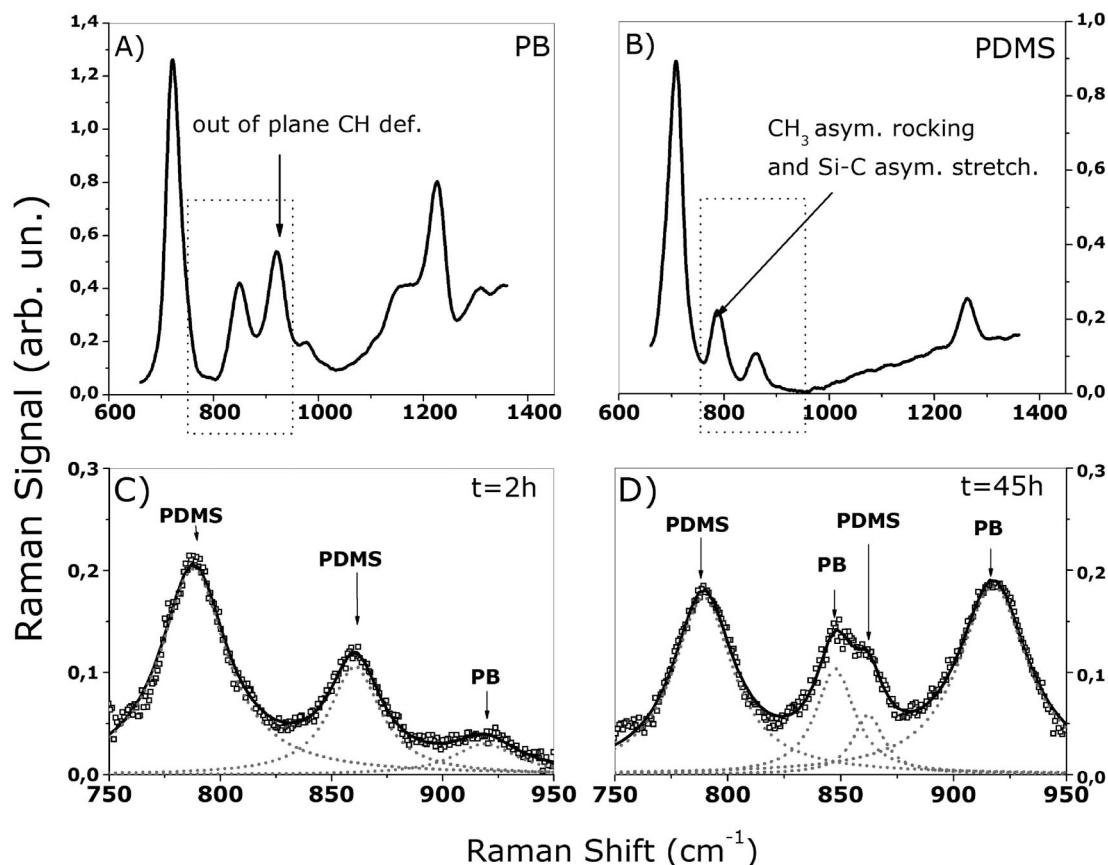 Raman Signal (arb. un.)
A)
PB
out of plane CH def.
1,4
1,2
1,0
0,8
0,6
0,4
0,2
0,0
600 800 1000 1200 1400
B)
PDMS
CH₃ asym. rocking
and Si-C asym. stretch.
1,0
0,8
0,6
0,4
0,2
0,0
600 800 1000 1200 1400
C)
t=2h
PDMS
PDMS
PB
0,3
0,2
0,1
0,0
750 800 850 900 950
D)
t=45h
PDMS
PB
PDMS
PB
0,3
0,2
0,1
0,0
750 800 850 900 950
Raman Shift (cm⁻¹)